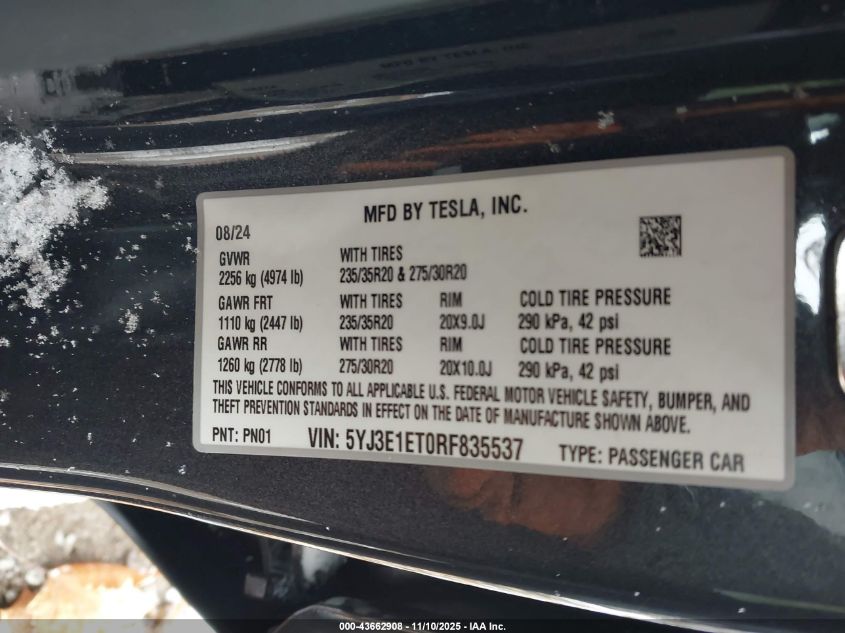 MFD BY TESLA, INC.
MFD BY TESLA, INC.
08/24
GVWR WITH TIRES
2256 kg (4974 lb) 235/35R20 & 275/30R20
GAWR FRT WITH TIRES RIM COLD TIRE PRESSURE
1110 kg (2447 lb) 235/35R20 20X9.0J 290 kPa, 42 psi
GAWR RR WITH TIRES RIM COLD TIRE PRESSURE
1260 kg (2778 lb) 275/30R20 20X10.0J 290 kPa, 42 psi
THIS VEHICLE CONFORMS TO ALL APPLICABLE U.S. FEDERAL MOTOR VEHICLE SAFETY, BUMPER, AND
THEFT PREVENTION STANDARDS IN EFFECT ON THE DATE OF MANUFACTURE SHOWN ABOVE.
PNT: PN01 VIN: 5YJ3E1ET0RF835537 TYPE: PASSENGER CAR
000-43662908 - 11/10/2025 - IAA Inc.